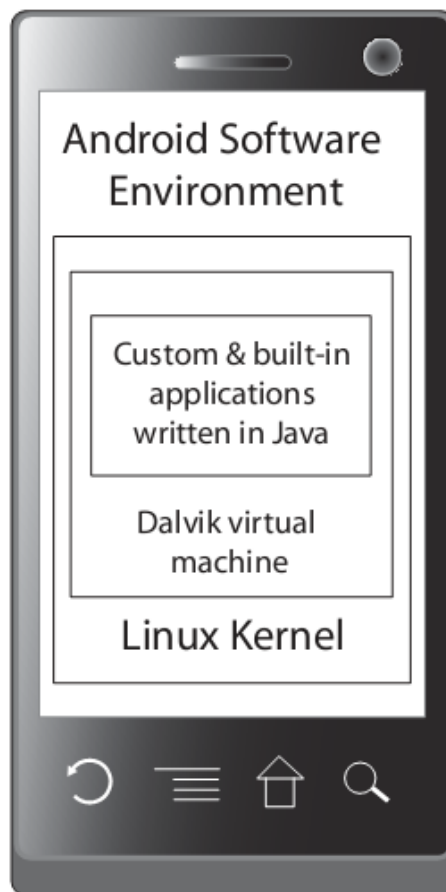 Android Software
Environment
Custom & built-in
applications
written in Java
Dalvik virtual
machine
Linux Kernel